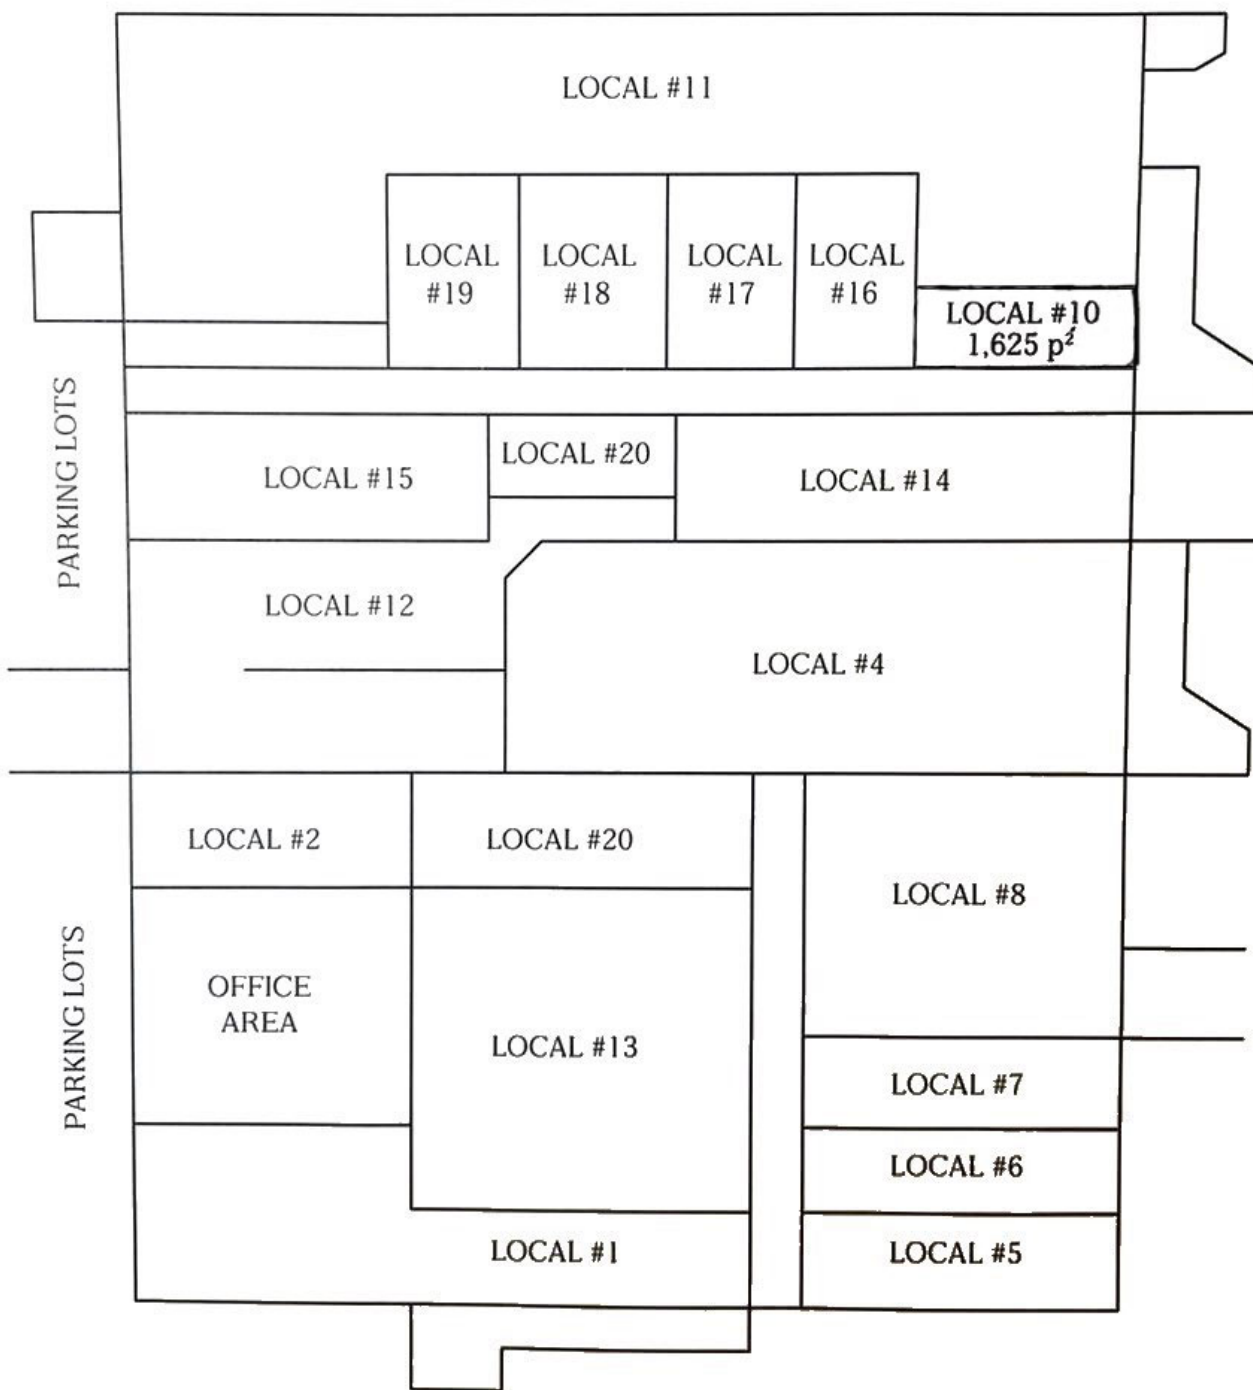 LOCAL #11
LOCAL
#19
LOCAL
#18
LOCAL
#17
LOCAL
#16
LOCAL #10
1,625 p²
PARKING LOTS
LOCAL #15
LOCAL #20
LOCAL #14
LOCAL #12
LOCAL #4
LOCAL #2
LOCAL #20
LOCAL #8
PARKING LOTS
OFFICE
AREA
LOCAL #13
LOCAL #7
LOCAL #6
LOCAL #1
LOCAL #5